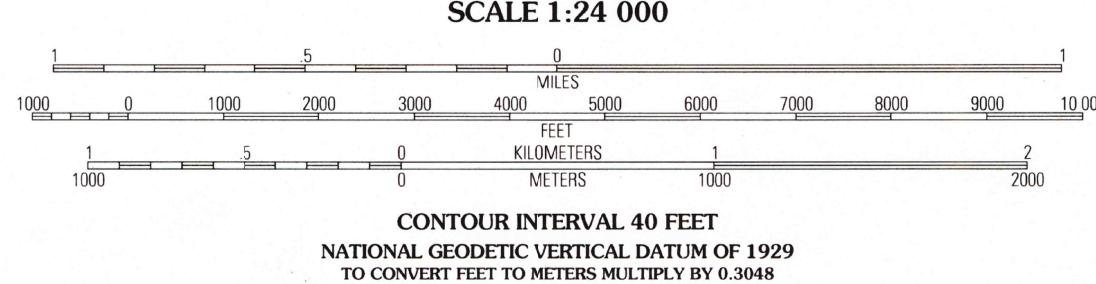 SCALE 1:24 000
1 .5 0 1
MILES
1000 0 1000 2000 3000 4000 5000 6000 7000 8000 9000 10 00
FEET
1 .5 0 KILOMETERS 1 2
1000 0 METERS 1000 2000
CONTOUR INTERVAL 40 FEET
NATIONAL GEODETIC VERTICAL DATUM OF 1929
TO CONVERT FEET TO METERS MULTIPLY BY 0.3048